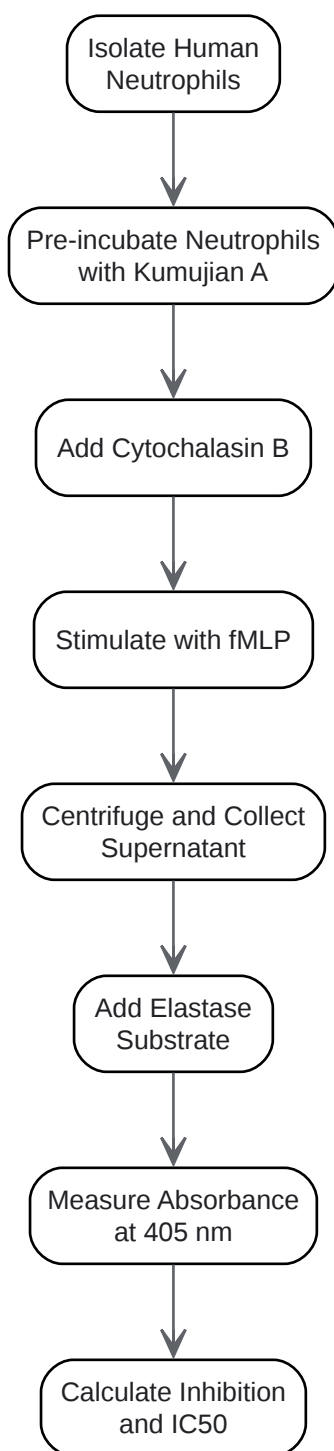 Isolate Human
Neutrophils
Pre-incubate Neutrophils
with Kumujian A
Add Cytochalasin B
Stimulate with fMLP
Centrifuge and Collect
Supernatant
Add Elastase
Substrate
Measure Absorbance
at 405 nm
Calculate Inhibition
and IC50